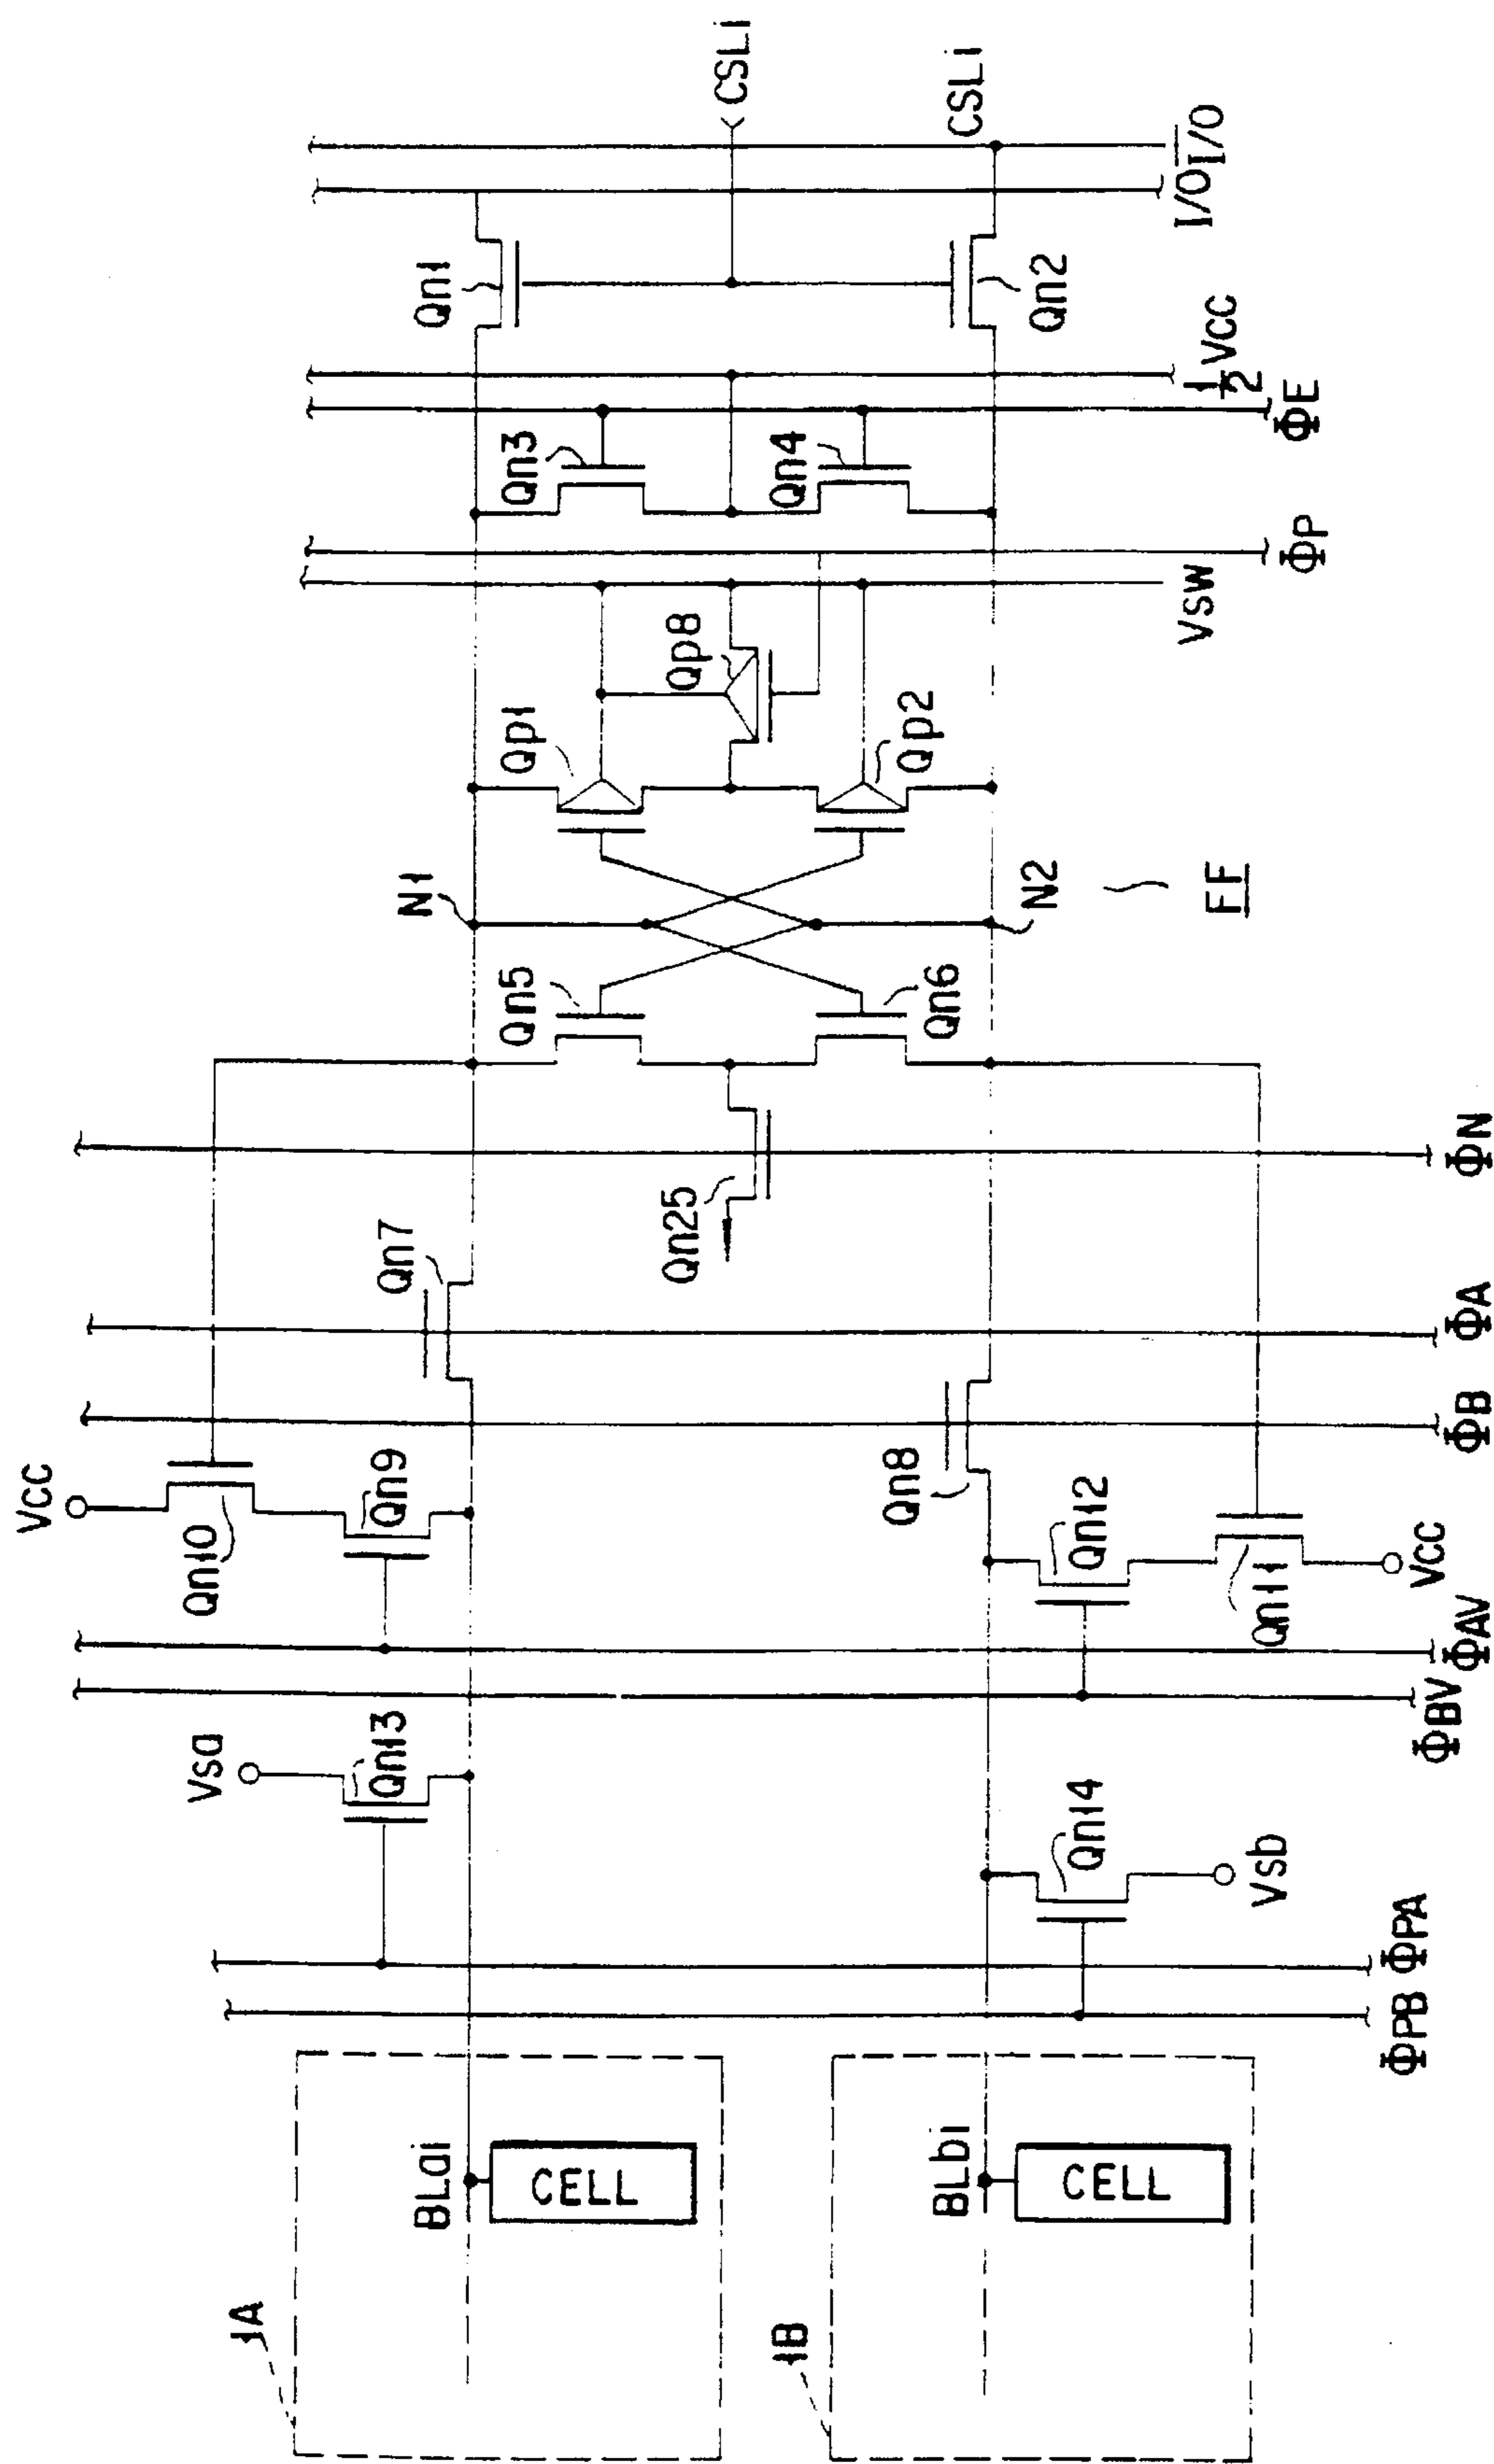 1A
BLai
CELL
1B
BLbi
CELL
ΦPB
ΦPA
Vsa
Qn13
Qn14
Vsb
ΦBV
ΦAV
Vcc
Qn10
Qn9
Qn8
Qn12
Qn11
Vcc
ΦB
ΦA
Qn7
Qn25
ΦN
Qn5
Qn6
N1
N2
FF
Qp1
Qp8
Qp2
VSW
ΦP
Qn3
Qn4
ΦE
1/2 Vcc
Qn1
Qn2
I/O
I̅/̅O̅
CSLi
CSLi